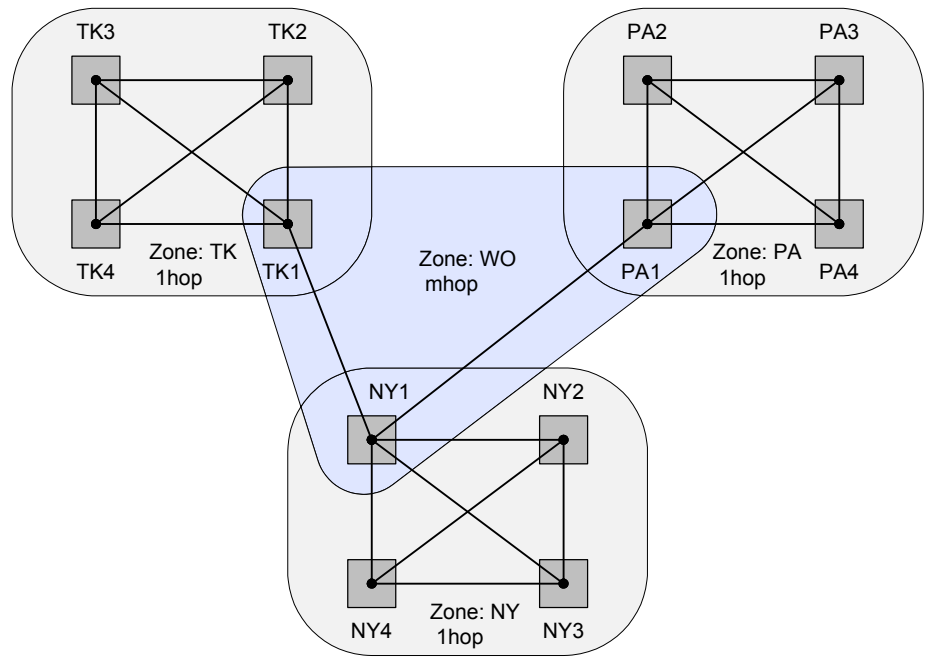 TK3
TK2
TK4
Zone: TK
1hop
TK1
PA2
PA3
PA1
Zone: PA
1hop
PA4
Zone: WO
mhop
NY1
NY2
NY4
Zone: NY
1hop
NY3